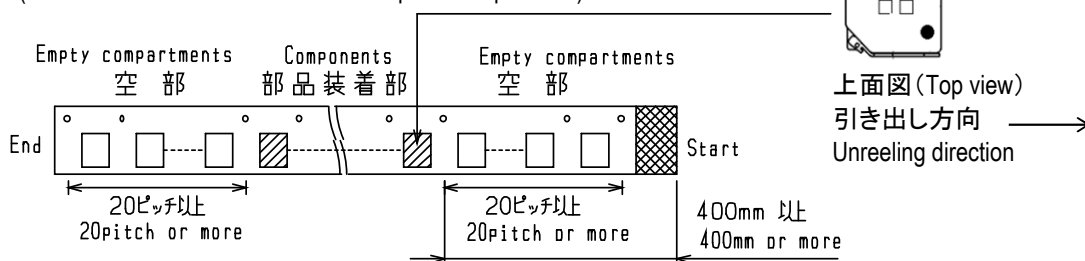 Empty compartments
空 部
Components
部品装着部
Empty compartments
空 部
上面図(Top view)
引き出し方向
Unreeling direction
End
Start
20ピッチ以上
20pitch or more
20ピッチ以上
20pitch or more
400mm 以上
400mm or more